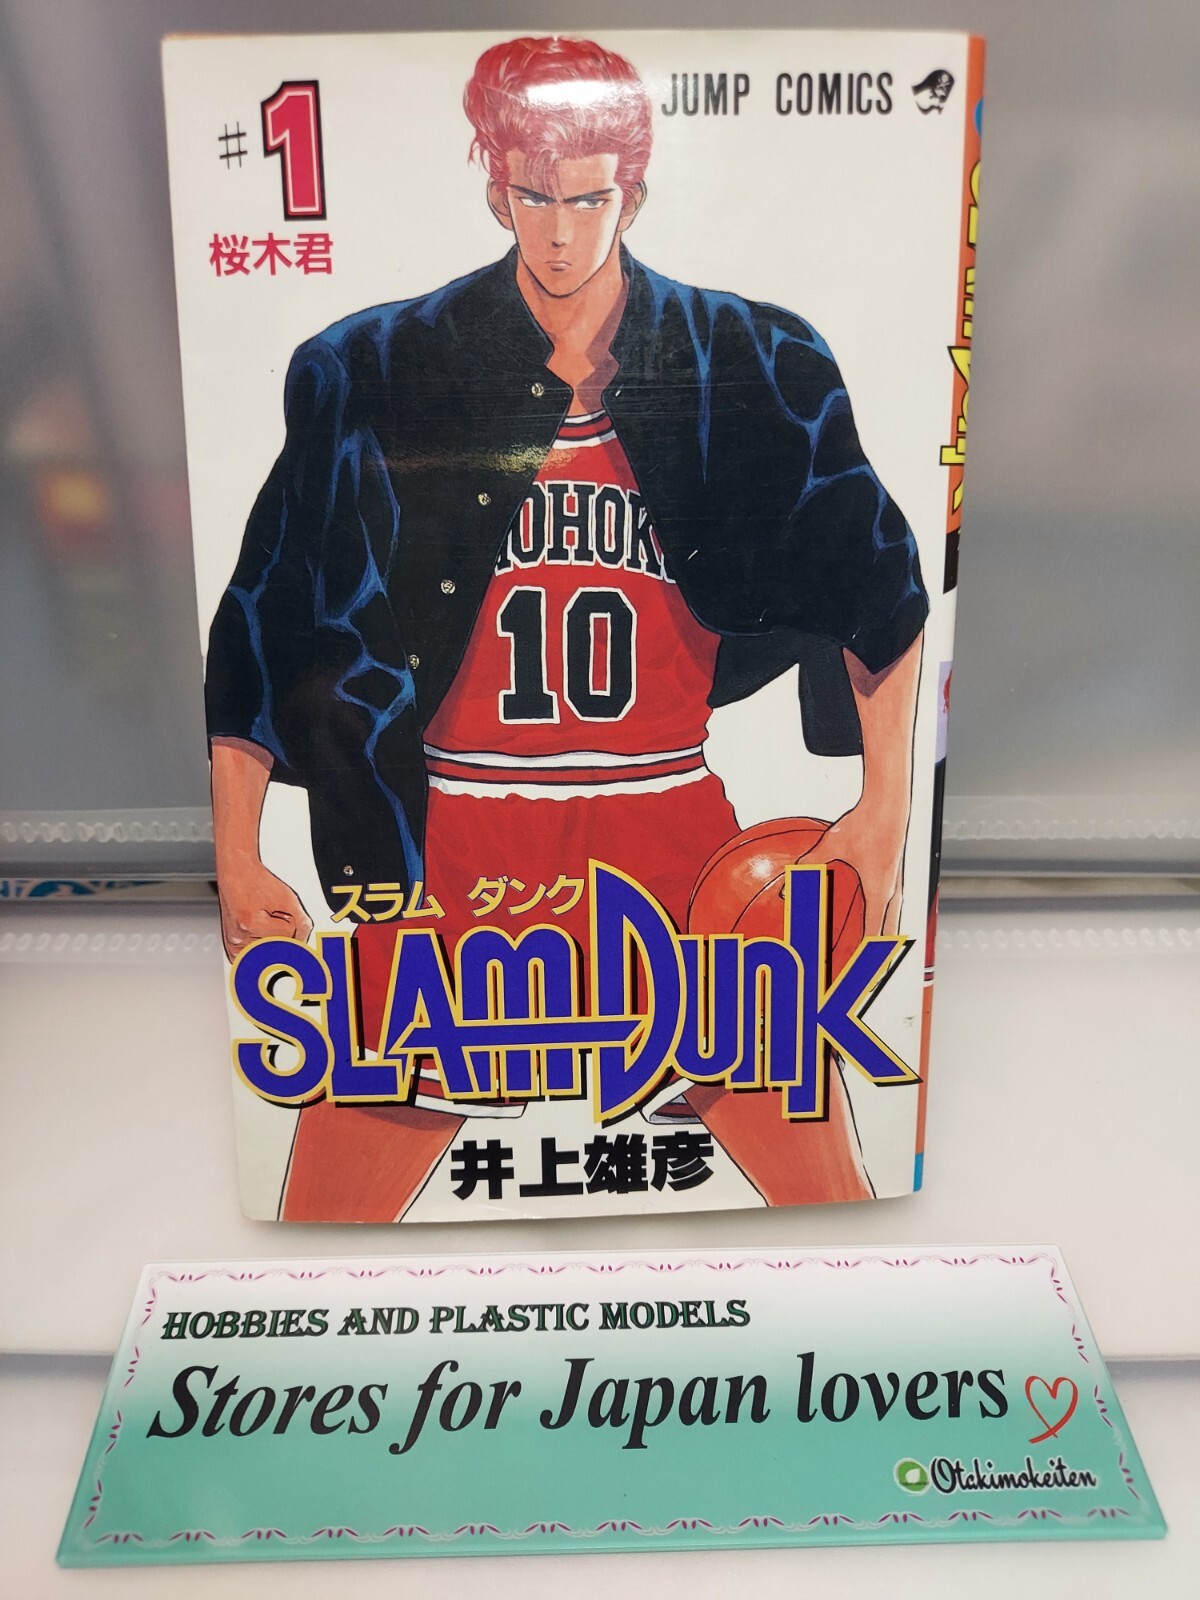 JUMP COMICS
#1
桜木君
HOHOK
10
スラム ダンク
SLAM DUNK
井上雄彦
HOBBIES AND PLASTIC MODELS
Stores for Japan lovers
Otakimokeiten